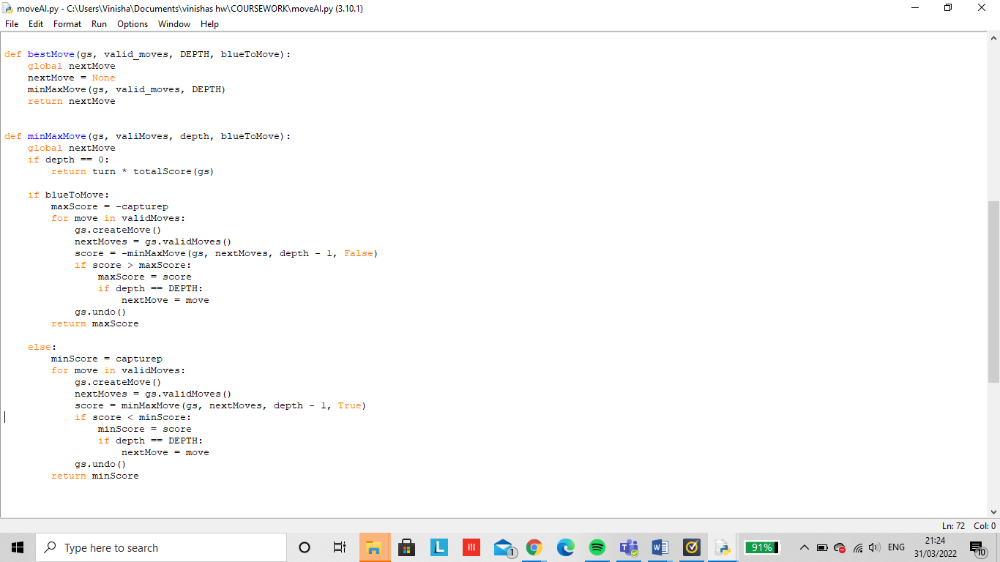 moveAI.py - C:\Users\Vinisha\Documents\vinishas hw\COURSEWORK\moveAI.py (3.10.1)
File Edit Format Run Options Window Help
def bestMove(gs, valid_moves, DEPTH, blueToMove):
    global nextMove
    nextMove = None
    minMaxMove(gs, valid_moves, DEPTH)
    return nextMove
def minMaxMove(gs, valiMoves, depth, blueToMove):
    global nextMove
    if depth == 0:
        return turn * totalScore(gs)
    if blueToMove:
        maxScore = -capturep
        for move in validMoves:
            gs.createMove()
            nextMoves = gs.validMoves()
            score = -minMaxMove(gs, nextMoves, depth - 1, False)
            if score > maxScore:
                maxScore = score
                if depth == DEPTH:
                    nextMove = move
            gs.undo()
        return maxScore
    else:
        minScore = capturep
        for move in validMoves:
            gs.createMove()
            nextMoves = gs.validMoves()
            score = minMaxMove(gs, nextMoves, depth - 1, True)
            if score < minScore:
                minScore = score
                if depth == DEPTH:
                    nextMove = move
            gs.undo()
        return minScore
Ln: 72 Col: 0
Type here to search
L
1
91%
ENG
21:24
31/03/2022
10